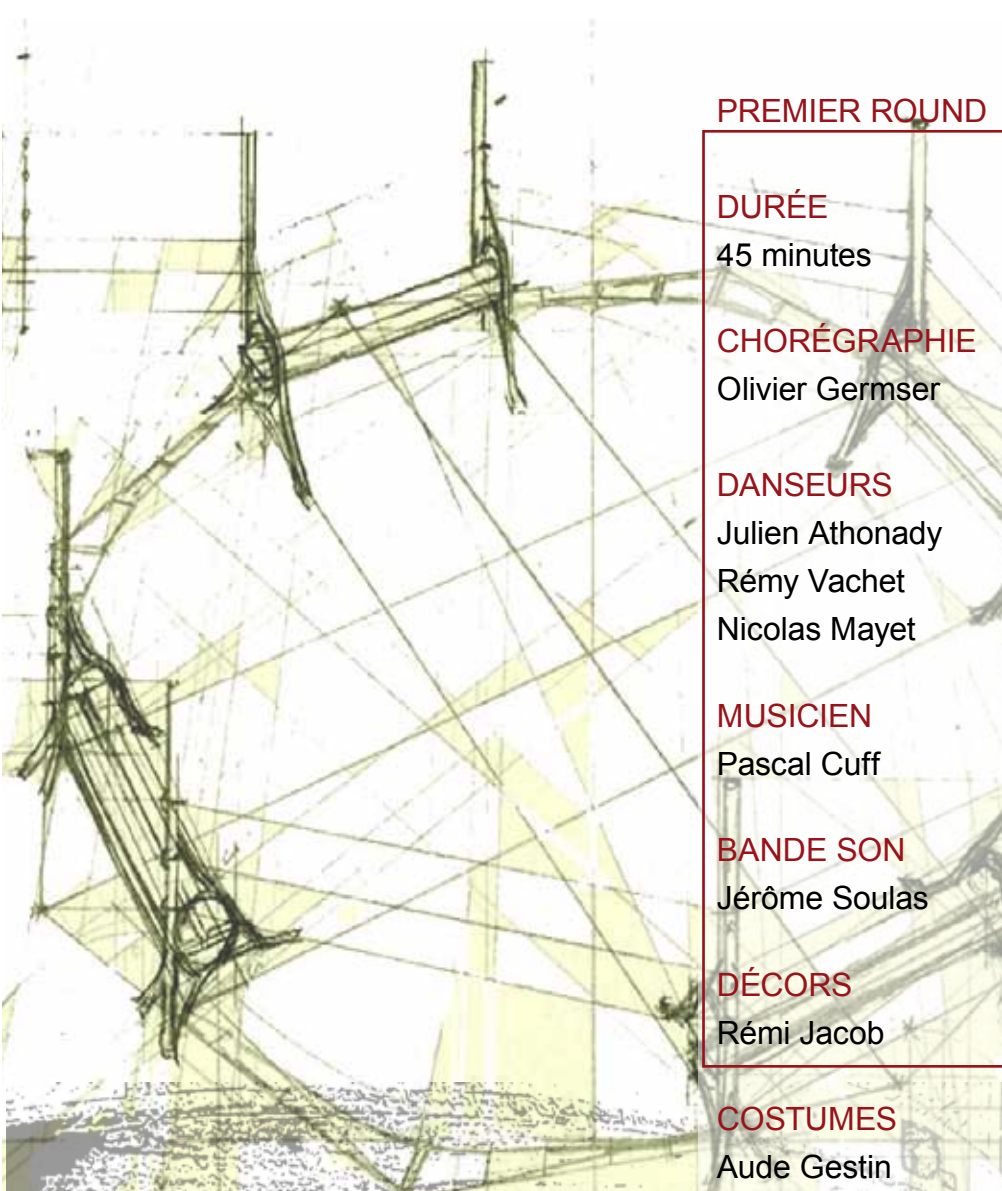 PREMIER ROUND
DURÉE
45 minutes
CHORÉGRAPHIE
Olivier Germser
DANSEURS
Julien Athonady
Rémy Vachet
Nicolas Mayet
MUSICIEN
Pascal Cuff
BANDE SON
Jérôme Soulas
DÉCORS
Rémi Jacob
COSTUMES
Aude Gestin